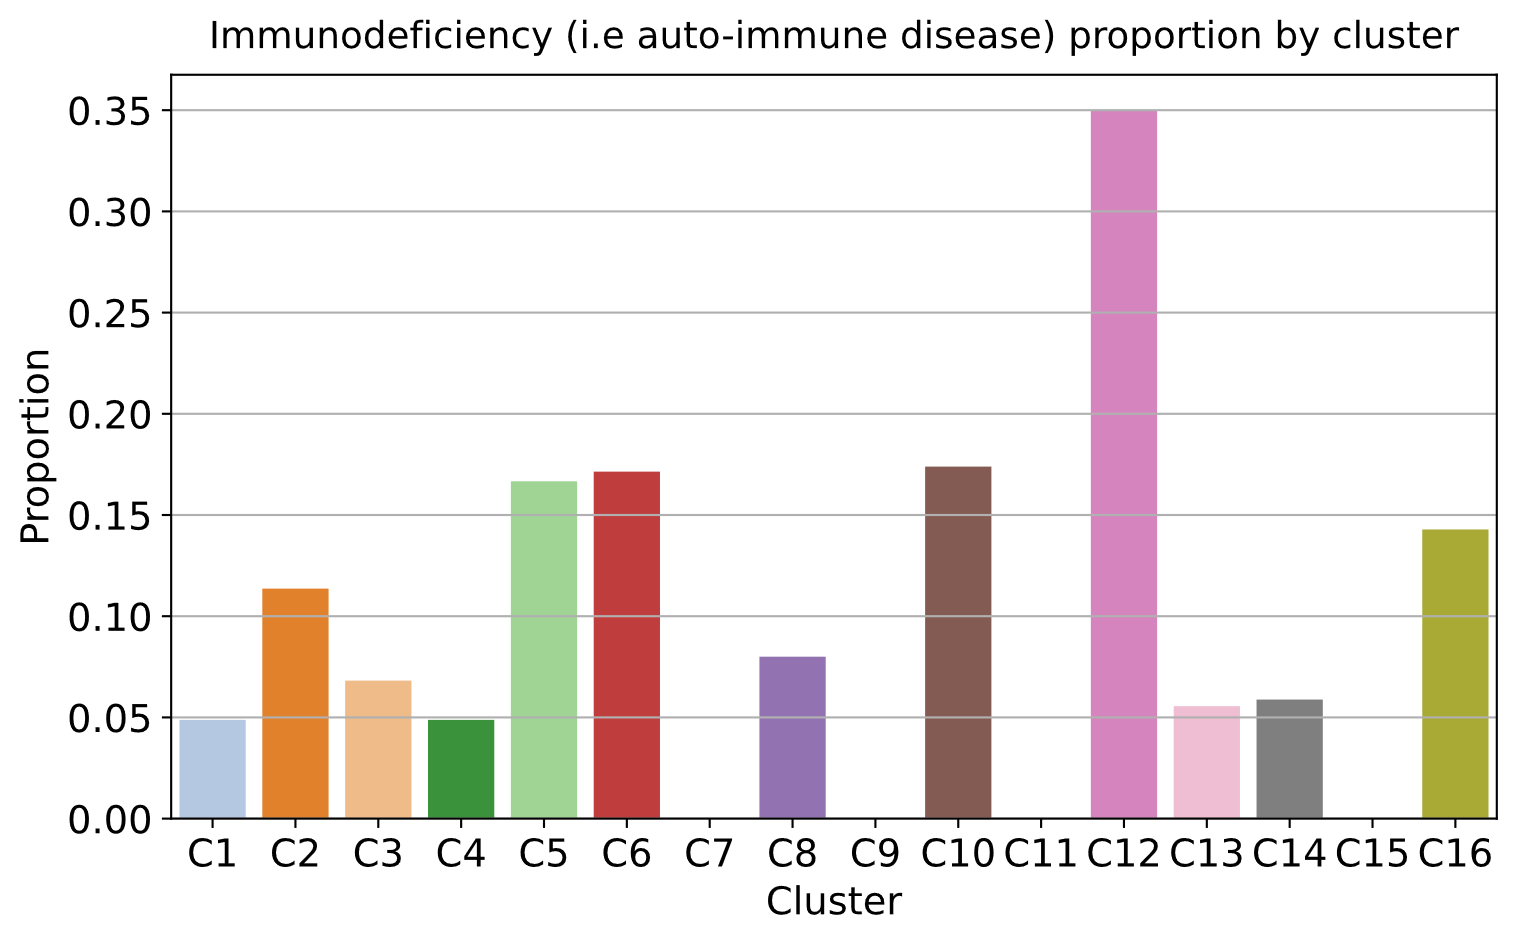 Immunodeficiency (i.e auto-immune disease) proportion by cluster
Proportion
0.35
0.30
0.25
0.20
0.15
0.10
0.05
0.00
C1 C2 C3 C4 C5 C6 C7 C8 C9 C10 C11 C12 C13 C14 C15 C16
Cluster